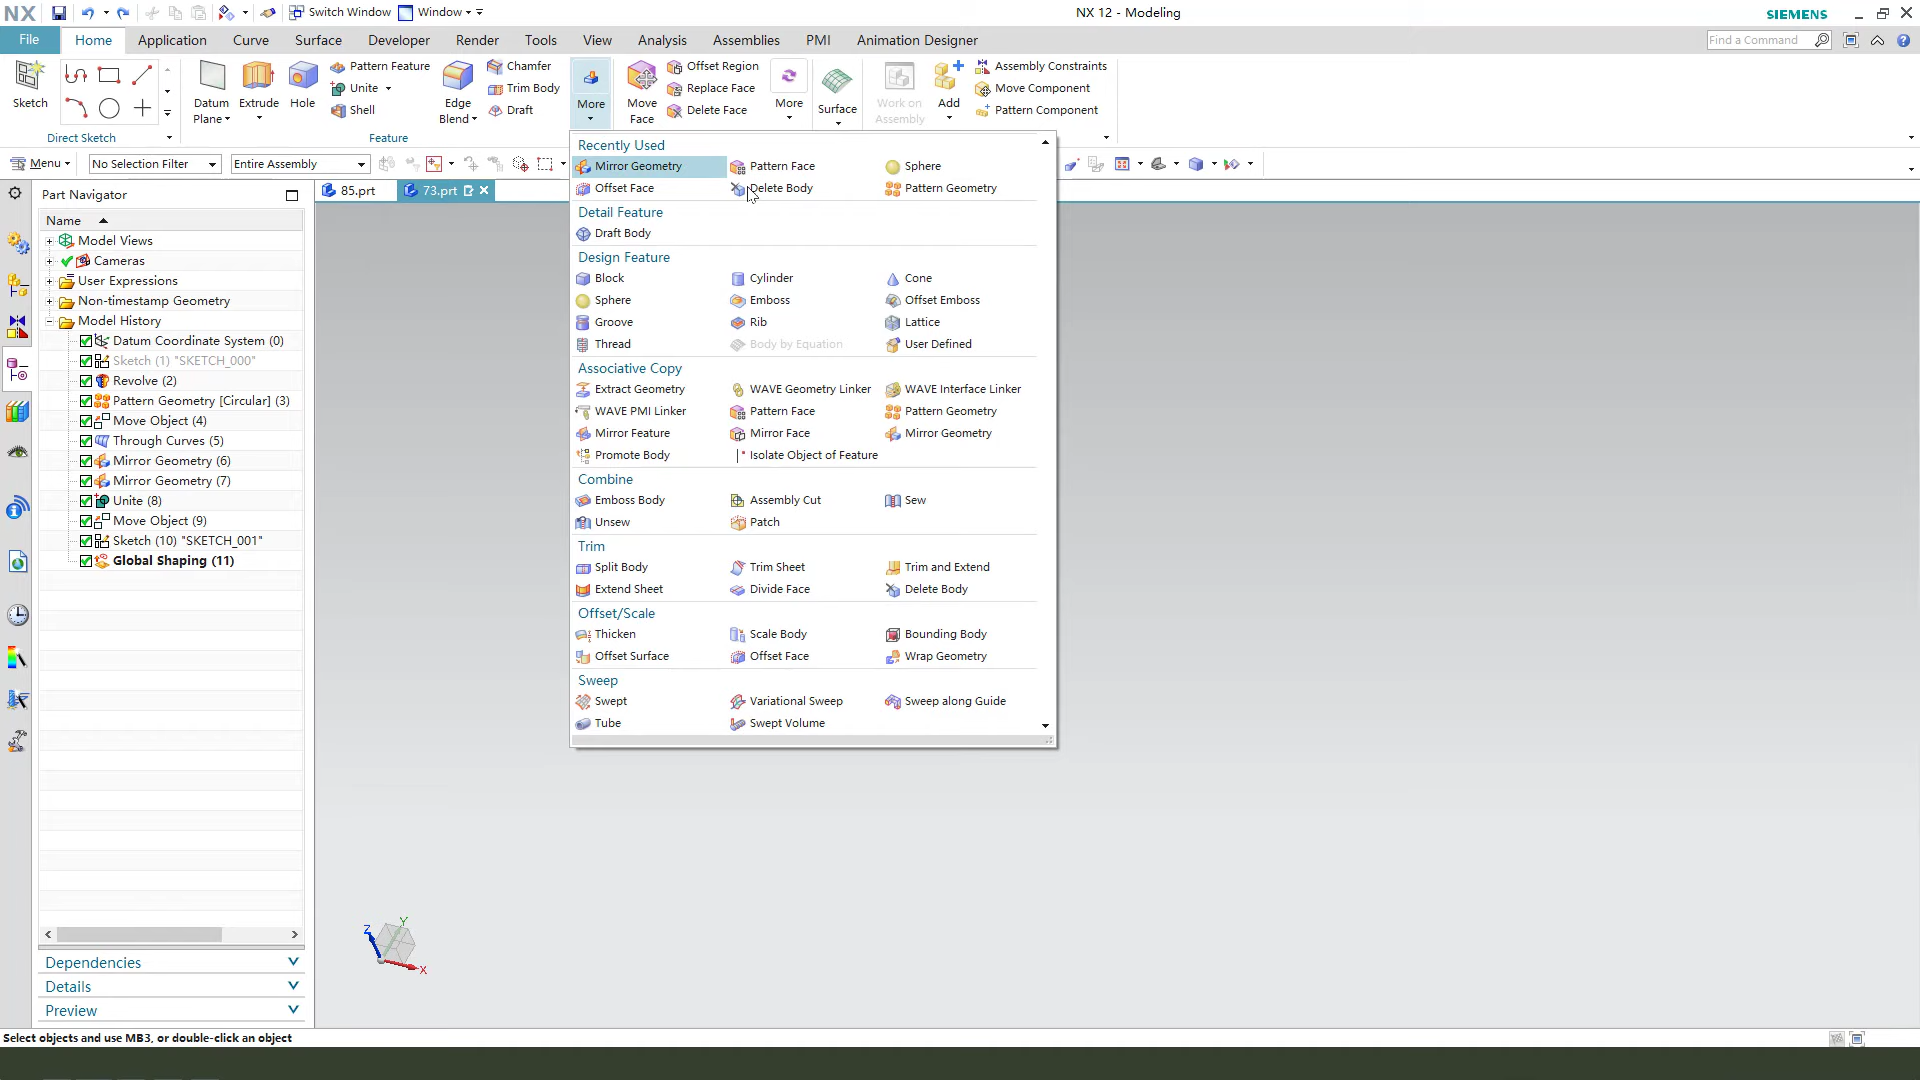 NX Switch Window Window NX 12 - Modeling SIEMENS
File Home Application Curve Surface Developer Render Tools View Analysis Assemblies PMI Animation Designer Find a Command
Sketch
Direct Sketch
Datum Plane
Extrude
Hole
Pattern Feature
Unite
Shell
Edge Blend
Chamfer
Trim Body
Draft
Feature
More
Move Face
Offset Region
Replace Face
Delete Face
More
Surface
Work on Assembly
Add
Assembly Constraints
Move Component
Pattern Component
Menu No Selection Filter Entire Assembly
Part Navigator
85.prt 73.prt
Name
Model Views
Cameras
User Expressions
Non-timestamp Geometry
Model History
Datum Coordinate System (0)
Sketch (1) "SKETCH_000"
Revolve (2)
Pattern Geometry [Circular] (3)
Move Object (4)
Through Curves (5)
Mirror Geometry (6)
Mirror Geometry (7)
Unite (8)
Move Object (9)
Sketch (10) "SKETCH_001"
Global Shaping (11)
Dependencies
Details
Preview
Recently Used
Mirror Geometry Pattern Face Sphere
Offset Face Delete Body Pattern Geometry
Detail Feature
Draft Body
Design Feature
Block Cylinder Cone
Sphere Emboss Offset Emboss
Groove Rib Lattice
Thread Body by Equation User Defined
Associative Copy
Extract Geometry WAVE Geometry Linker WAVE Interface Linker
WAVE PMI Linker Pattern Face Pattern Geometry
Mirror Feature Mirror Face Mirror Geometry
Promote Body Isolate Object of Feature
Combine
Emboss Body Assembly Cut Sew
Unsew Patch
Trim
Split Body Trim Sheet Trim and Extend
Extend Sheet Divide Face Delete Body
Offset/Scale
Thicken Scale Body Bounding Body
Offset Surface Offset Face Wrap Geometry
Sweep
Swept Variational Sweep Sweep along Guide
Tube Swept Volume
Z Y X
Select objects and use MB3, or double-click an object